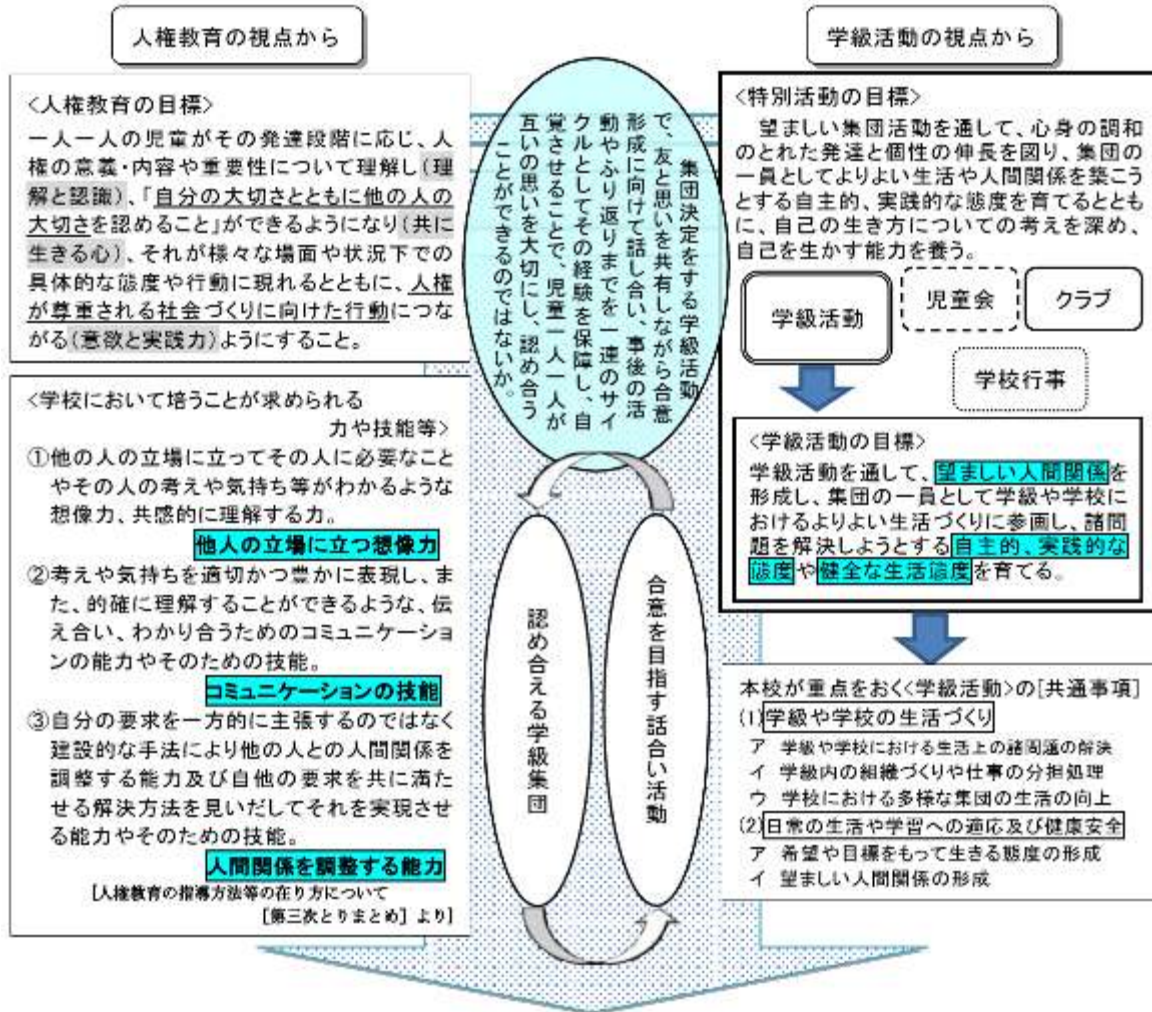 人権教育の視点から
<人権教育の目標>
一人一人の児童がその発達段階に応じ、人
権の意義・内容や重要性について理解し(理
解と認識)、「自分の大切さとともに他の人の
大切さを認めること」ができるようになり(共に
生きる心)、それが様々な場面や状況下での
具体的な態度や行動に現れるとともに、人権
が尊重される社会づくりに向けた行動につな
がる(意欲と実践力)ようにすること。
<学校において培うことが求められる
力や技能等>
①他の人の立場に立ってその人に必要なこと
やその人の考えや気持ち等がわかるような
想像力、共感的に理解する力。
他人の立場に立つ想像力
②考えや気持ちを適切かつ豊かに表現し、ま
た、的確に理解することができるような、伝
え合い、わかり合うためのコミュニケーショ
ンの能力やそのための技能。
コミュニケーションの技能
③自分の要求を一方的に主張するのではなく
建設的な手法により他の人との人間関係を
調整する能力及び自他の要求を共に満た
せる解決方法を見いだしてそれを実現させ
る能力やそのための技能。
人間関係を調整する能力
[人権教育の指導方法等の在り方について
[第三次とりまとめ] より]
集団決定をする学級活動
で、友と思いを共有しながら合意
形成に向けて話し合い、事後の活
動やふり返りまでを一連のサイ
クルとしてその経験を保障し、自
覚させることで、児童一人一人が
互いの思いを大切にし、認め合う
ことができるのではないか。
認め合える学級集団
合意を目指す話合い活動
学級活動の視点から
<特別活動の目標>
望ましい集団活動を通して、心身の調和
のとれた発達と個性の伸長を図り、集団の
一員としてよりよい生活や人間関係を築こう
とする自主的、実践的な態度を育てるととも
に、自己の生き方についての考えを深め、
自己を生かす能力を養う。
学級活動
児童会
クラブ
学校行事
<学級活動の目標>
学級活動を通して、望ましい人間関係を
形成し、集団の一員として学級や学校に
おけるよりよい生活づくりに参画し、諸問
題を解決しようとする自主的、実践的な
態度や健全な生活態度を育てる。
本校が重点をおく<学級活動>の[共通事項]
(1)学級や学校の生活づくり
ア 学級や学校における生活上の諸問題の解決
イ 学級内の組織づくりや仕事の分担処理
ウ 学校における多様な集団の生活の向上
(2)日常の生活や学習への適応及び健康安全
ア 希望や目標をもって生きる態度の形成
イ 望ましい人間関係の形成